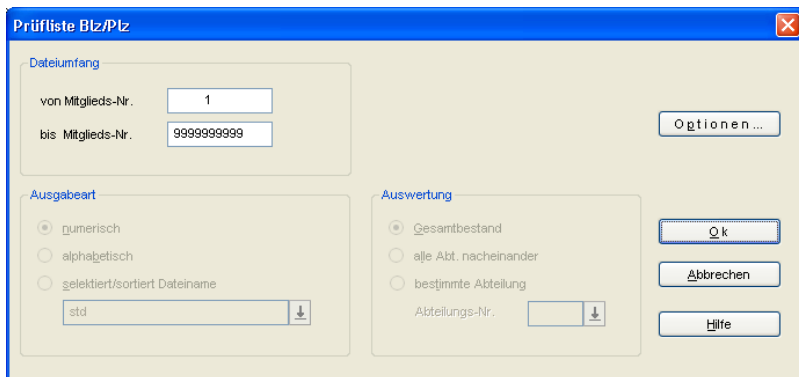 Prüfliste Blz/Plz
Dateiumfang
von Mitglieds-Nr. 1
bis Mitglieds-Nr. 9999999999
Optionen...
Ausgabeart
numerisch
alphabetisch
selektiert/sortiert Dateiname
std
Auswertung
Gesamtbestand
alle Abt. nacheinander
bestimmte Abteilung
Abteilungs-Nr.
Ok
Abbrechen
Hilfe